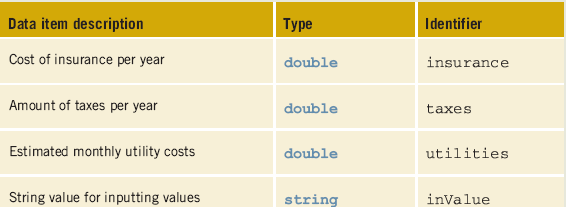 Data item description Type Identifier
Cost of insurance per year double insurance
Amount of taxes per year double taxes
Estimated monthly utility costs double utilities
String value for inputting values string inValue